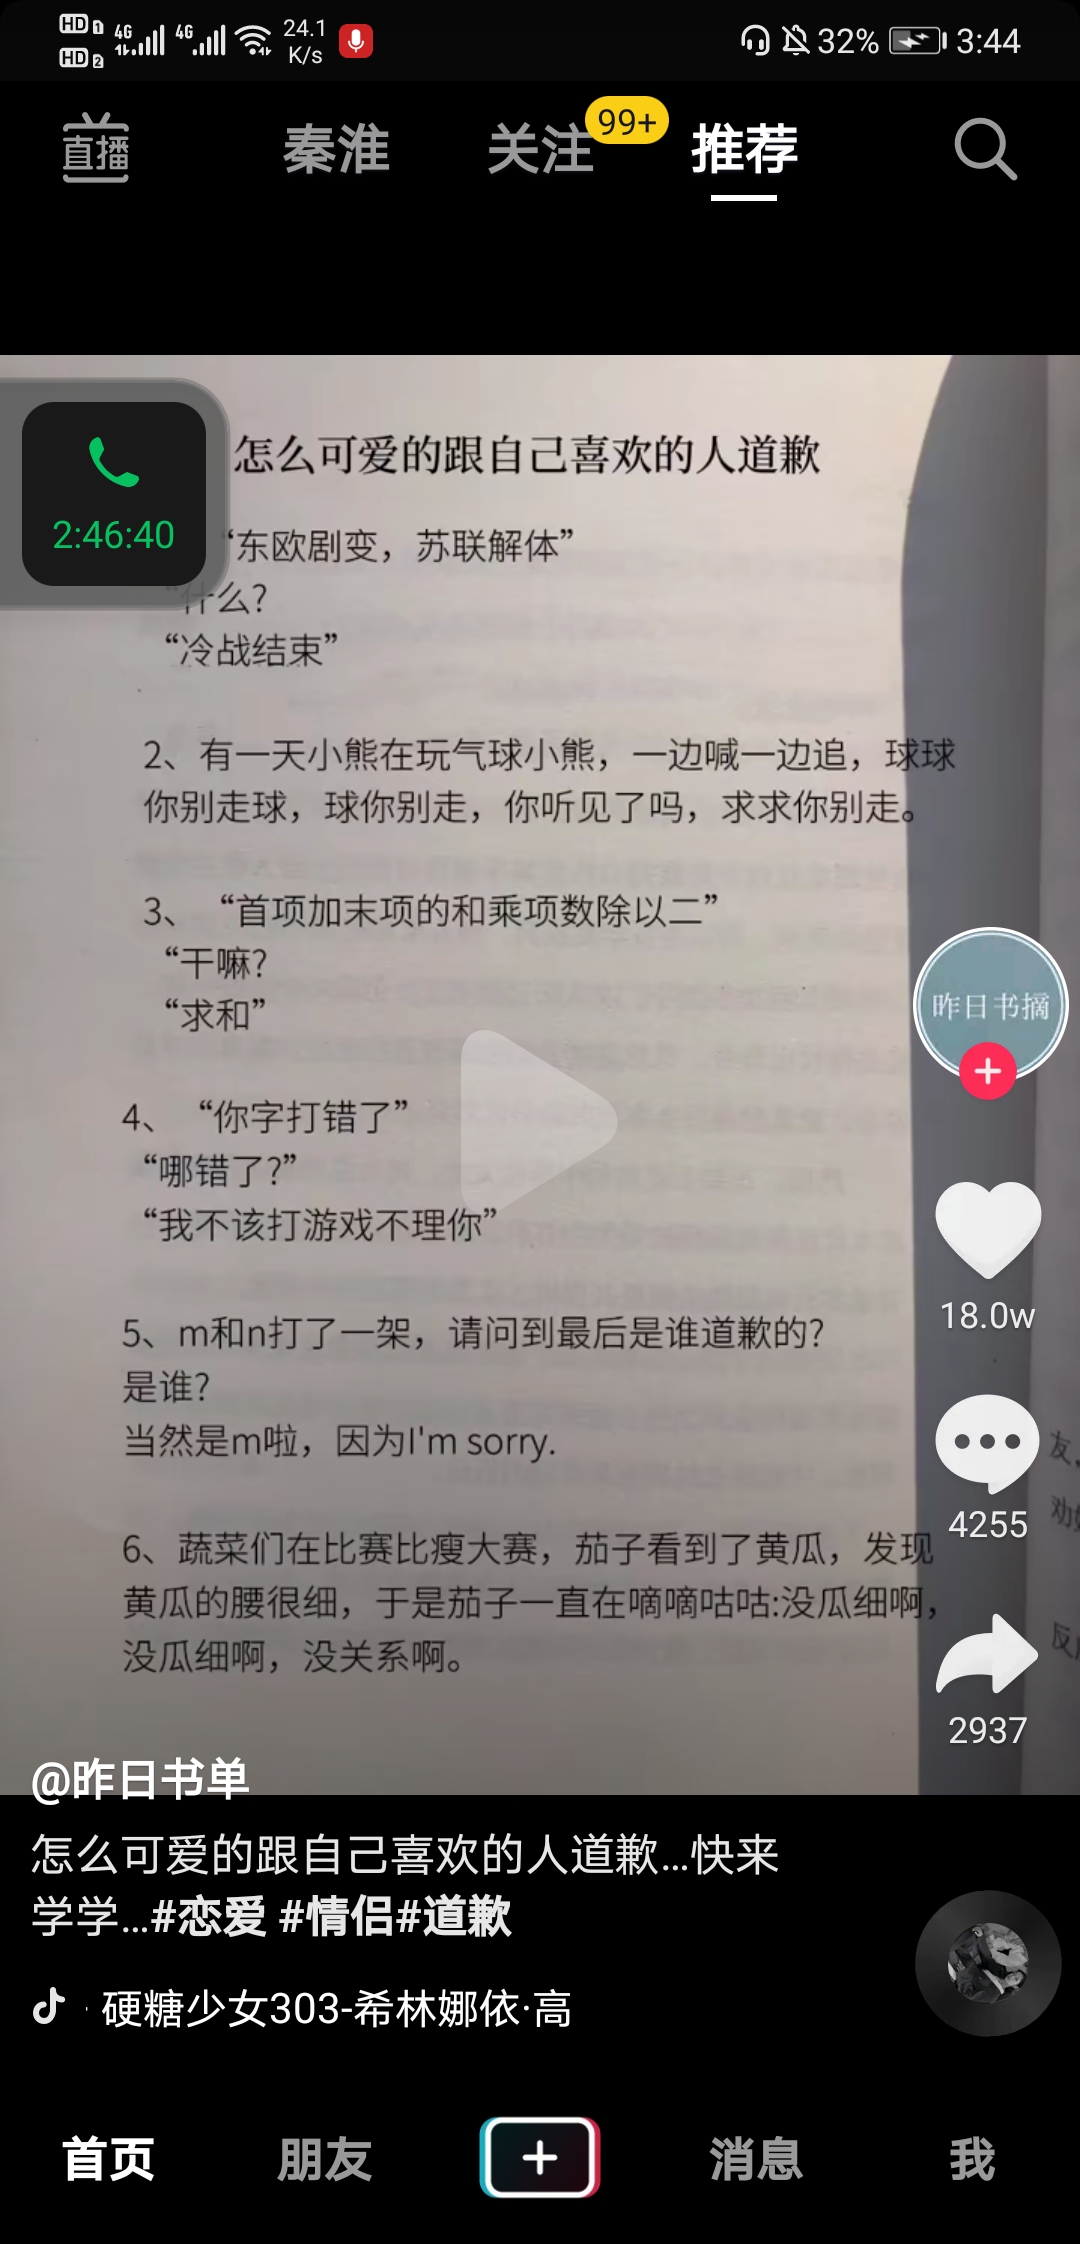 HD 1 4G 4G 24.1 K/s 32% 3:44
HD 2
直播 秦淮 关注 99+ 推荐
怎么可爱的跟自己喜欢的人道歉
2:46:40
“东欧剧变，苏联解体”
“什么?
“冷战结束”
2、有一天小熊在玩气球小熊，一边喊一边追，球球
你别走球，球你别走，你听见了吗，求求你别走。
3、 “首项加末项的和乘项数除以二”
“干嘛?
“求和”
昨日书摘
4、 “你字打错了”
“哪错了?”
“我不该打游戏不理你”
18.0w
5、m和n打了一架，请问到最后是谁道歉的?
是谁?
当然是m啦，因为I'm sorry.
友，
4255
6、蔬菜们在比赛比瘦大赛，茄子看到了黄瓜，发现
黄瓜的腰很细，于是茄子一直在嘀嘀咕咕:没瓜细啊，
没瓜细啊，没关系啊。
2937
@昨日书单
怎么可爱的跟自己喜欢的人道歉...快来
学学...#恋爱 #情侣#道歉
硬糖少女303-希林娜依·高
首页 朋友 消息 我